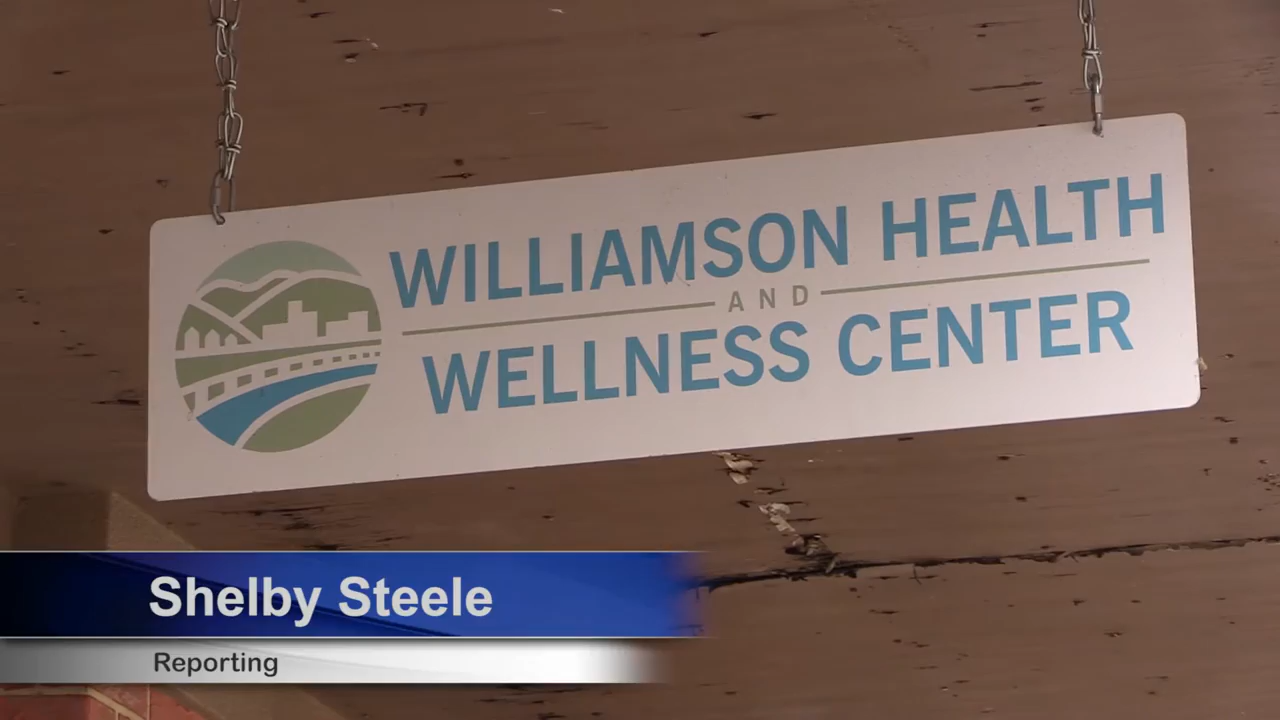 WILLIAMSON HEALTH
AND
WELLNESS CENTER
Shelby Steele
Reporting